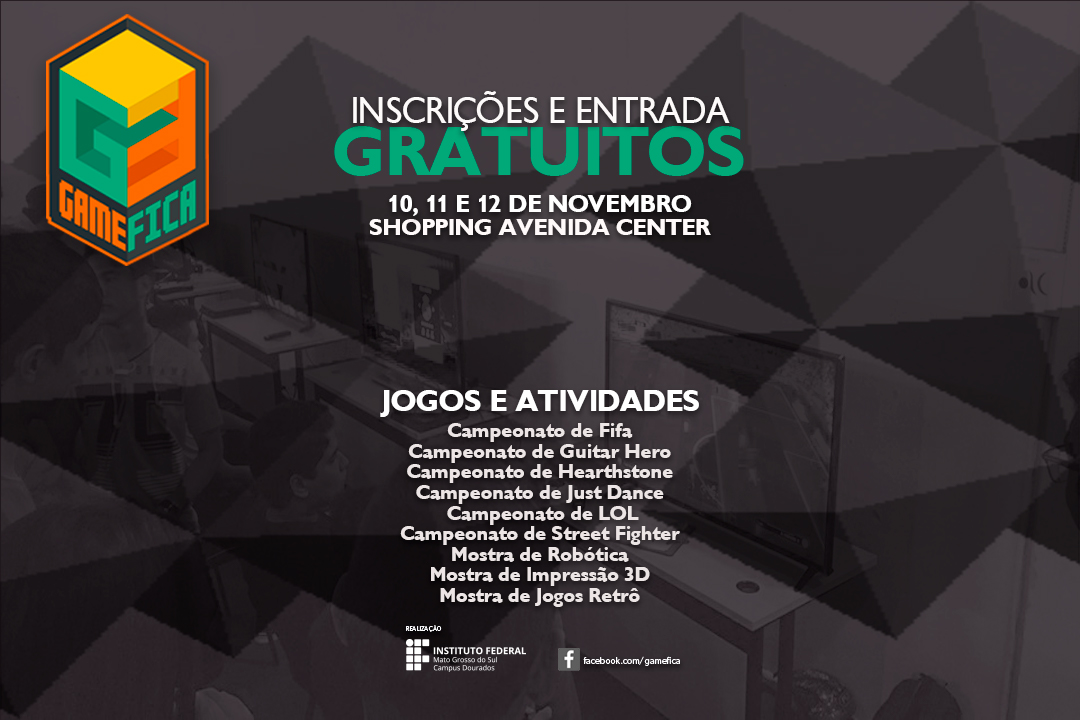 GAMEFICA
INSCRIÇÕES E ENTRADA
GRATUITOS
10, 11 E 12 DE NOVEMBRO
SHOPPING AVENIDA CENTER
JOGOS E ATIVIDADES
Campeonato de Fifa
Campeonato de Guitar Hero
Campeonato de Hearthstone
Campeonato de Just Dance
Campeonato de LOL
Campeonato de Street Fighter
Mostra de Robótica
Mostra de Impressão 3D
Mostra de Jogos Retrô
REALIZAÇÃO
INSTITUTO FEDERAL
Mato Grosso do Sul
Campus Dourados
facebook.com/gamefica